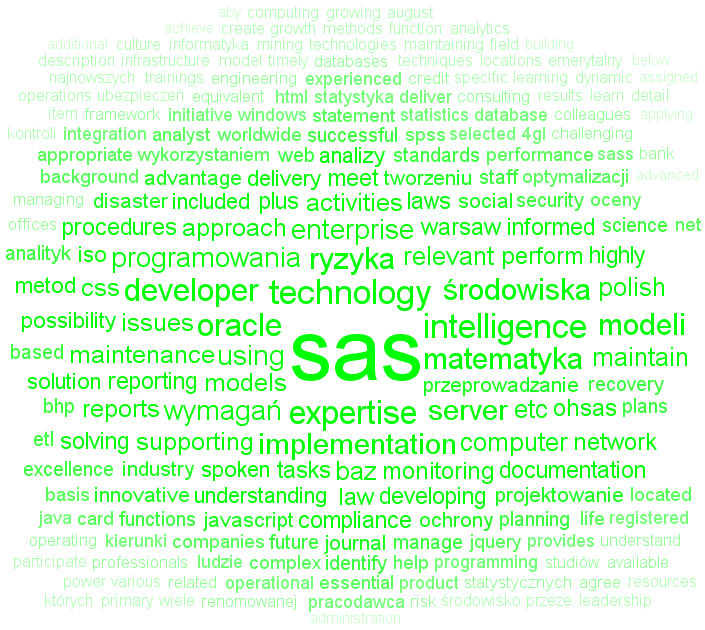 aby computing growing august
achieve create growth methods function analytics
additional culture informatyka mining technologies maintaining field building
description infrastructure model timely databases techniques locations emerytalny below
najnowszych trainings engineering experienced credit specific learning dynamic assigned
operations ubezpieczeń equivalent html statystyka deliver consulting results learn detail
item framework initiative windows statement statistics database colleagues applying
kontroli integration analyst worldwide successful spss selected 4gl challenging
appropriate wykorzystaniem web analizy standards performance sass bank
background advantage delivery meet tworzeniu staff optymalizacji advanced
managing disaster included plus activities laws social security oceny
offices procedures approach enterprise warsaw informed science net
analityk iso programowania ryzyka relevant perform highly
metod css developer technology środowiska polish
possibility issues oracle sas intelligence modeli
based maintenance using matematyka maintain
solution reporting models przeprowadzanie recovery
bhp reports wymagań expertise server etc ohsas plans
etl solving supporting implementation computer network
excellence industry spoken tasks baz monitoring documentation
basis innovative understanding law developing projektowanie located
java card functions javascript compliance ochrony planning life registered
operating kierunki companies future journal manage jquery provides understand
participate professionals ludzie complex identify help programming studiów available
power various related operational essential product statystycznych agree resources
których primary wiele renomowanej pracodawca risk środowisko przeze leadership
administration